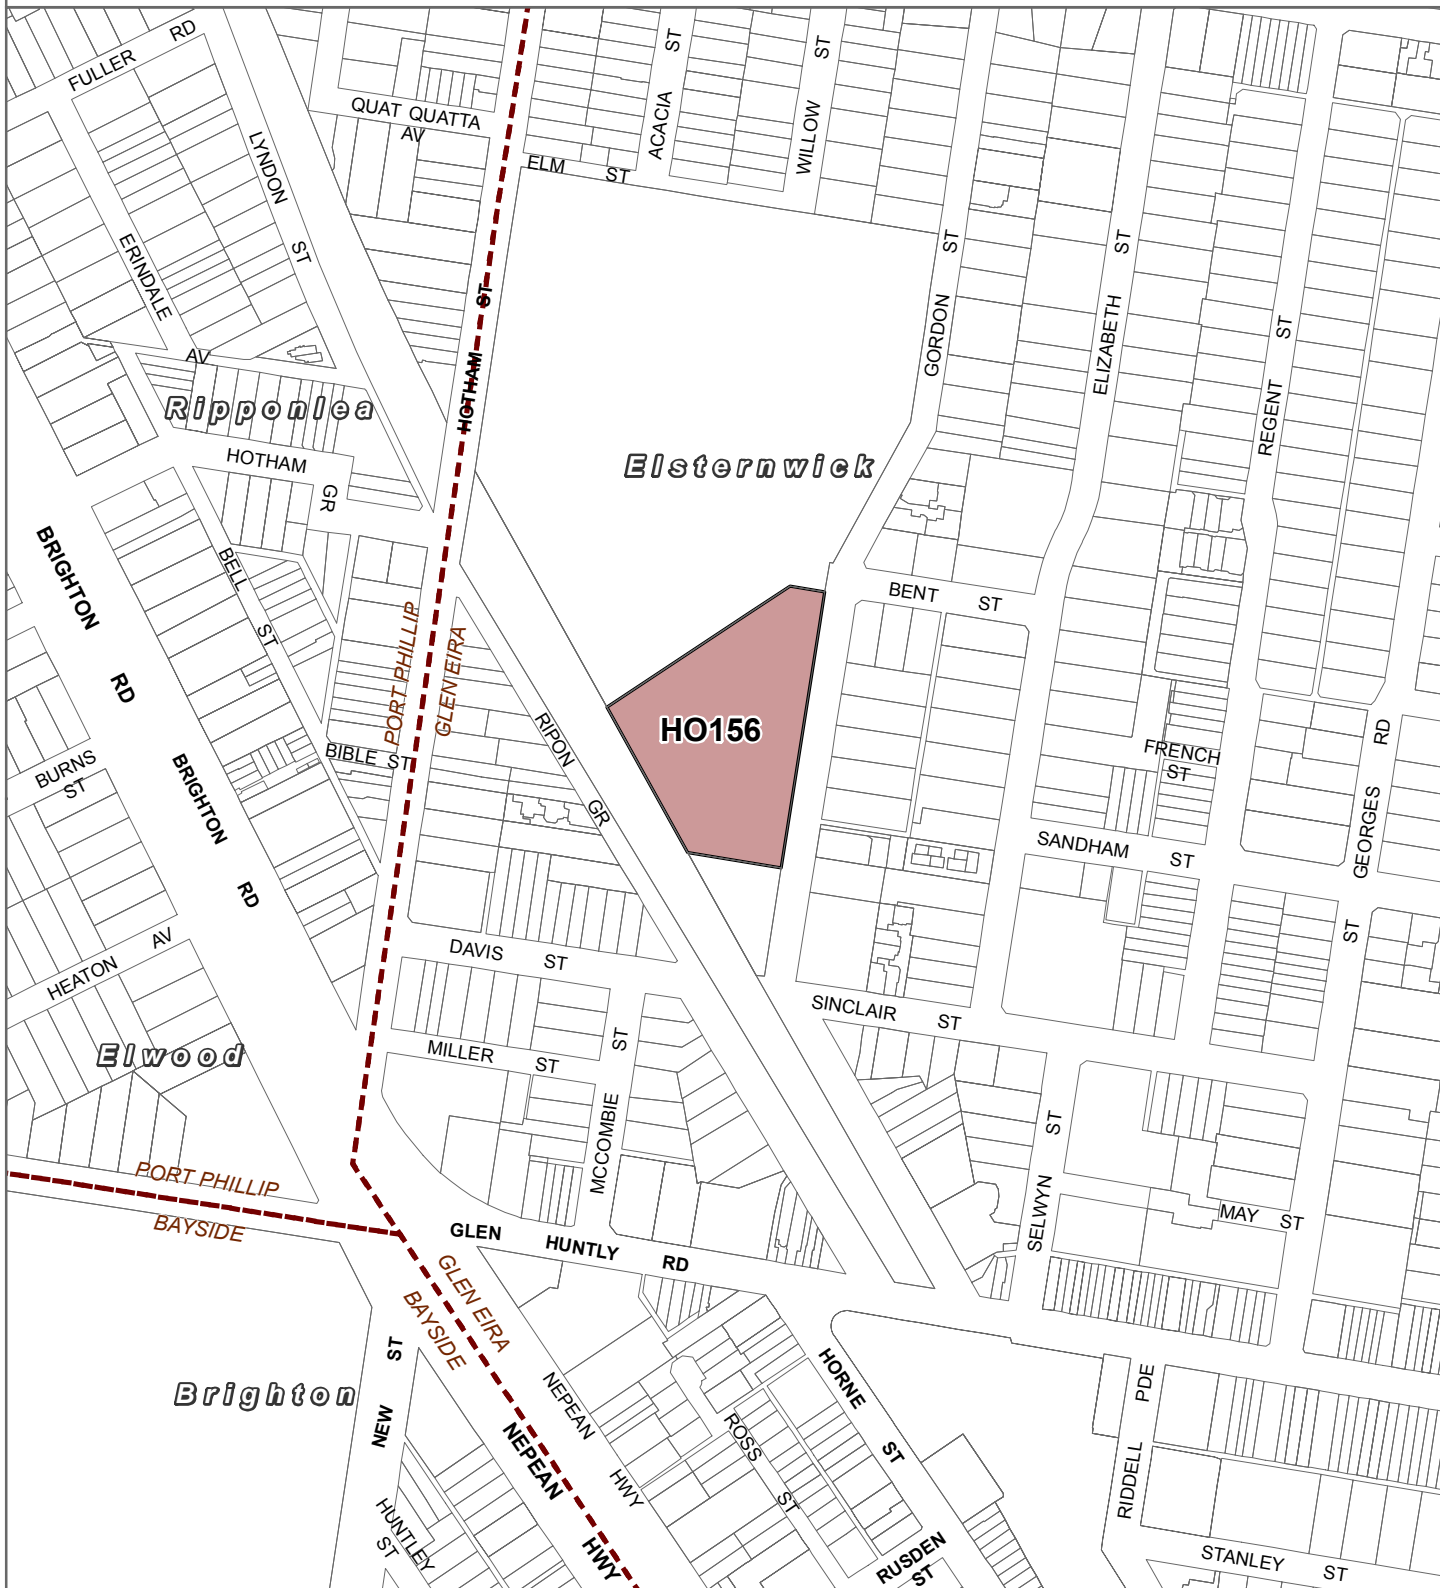 FULLER RD
LYNDON ST
QUAT QUATTA
AV
ERINDALE
AV
ELM ST
ACACIA ST
WILLOW ST
GORDON ST
ELIZABETH ST
REGENT ST
HOTHAM ST
Ripponlea
HOTHAM
GR
Elsternwick
BRIGHTON RD
BELL ST
BENT ST
PORT PHILLIP
GLEN EIRA
HO156
RIPON GR
BIBLE ST
BURNS
ST
BRIGHTON RD
FRENCH
ST
GEORGES RD
SANDHAM ST
ST
HEATON AV
DAVIS ST
SINCLAIR ST
Elwood
MILLER ST
MCCOMBIE ST
SELWYN ST
PORT PHILLIP
BAYSIDE
GLEN HUNTLY RD
MAY ST
GLEN EIRA
BAYSIDE
NEW ST
Brighton
NEPEAN HWY
NEPEAN HWY
HORNE ST
ROSS ST
RIDDELL PDE
HUNTLEY
ST
RUSDEN
ST
STANLEY ST